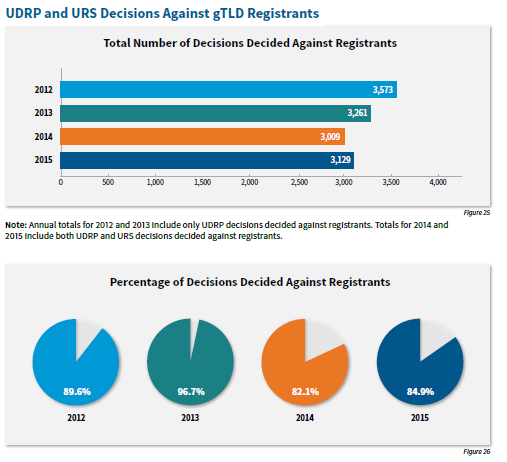 UDRP and URS Decisions Against gTLD Registrants
Total Number of Decisions Decided Against Registrants
2012 3,573
2013 3,261
2014 3,009
2015 3,129
0 500 1,000 1,500 2,000 2,500 3,000 3,500 4,000
Figure 25
Note: Annual totals for 2012 and 2013 include only UDRP decisions decided against registrants. Totals for 2014 and
2015 include both UDRP and URS decisions decided against registrants.
Percentage of Decisions Decided Against Registrants
89.6% 96.7% 82.1% 84.9%
2012 2013 2014 2015
Figure 26